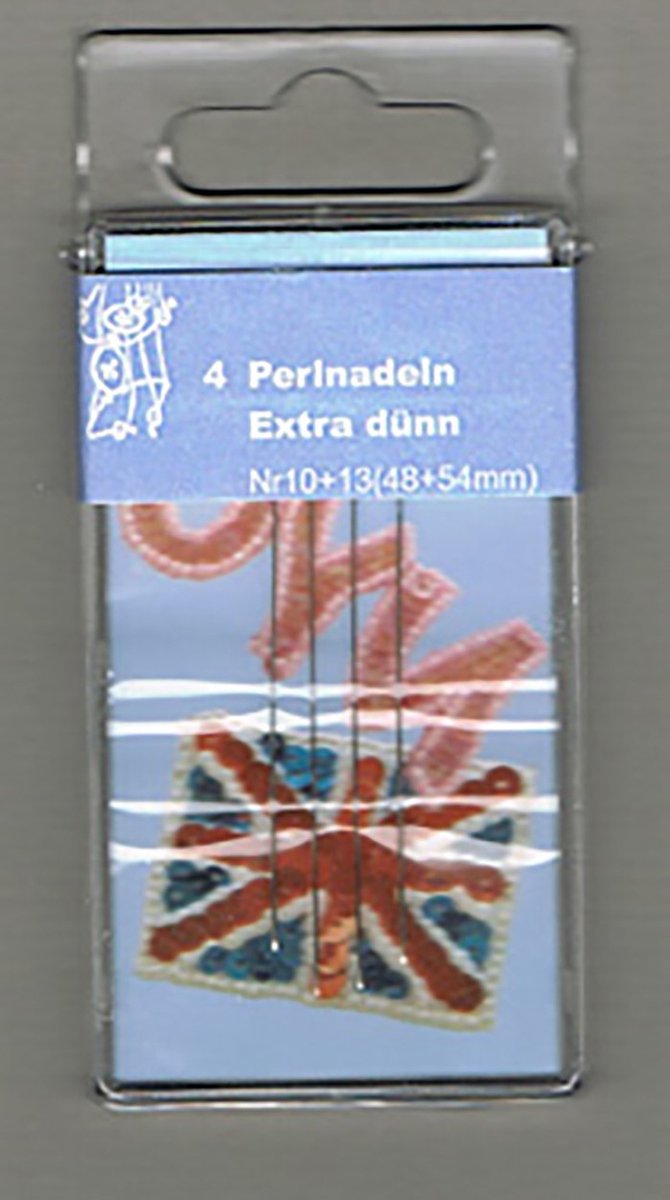 4 Perlnadeln
Extra dünn
Nr10+13(48+54mm)